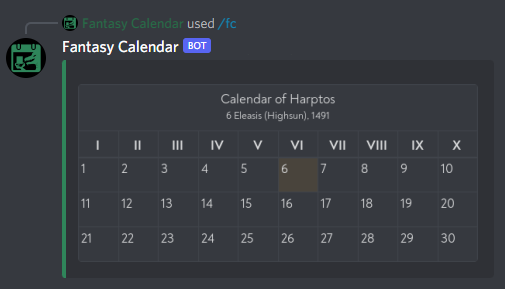 Fantasy Calendar used /fc
Fantasy Calendar BOT
Calendar of Harptos
6 Eleasis (Highsun), 1491
I II III IV V VI VII VIII IX X
1 2 3 4 5 6 7 8 9 10
11 12 13 14 15 16 17 18 19 20
21 22 23 24 25 26 27 28 29 30